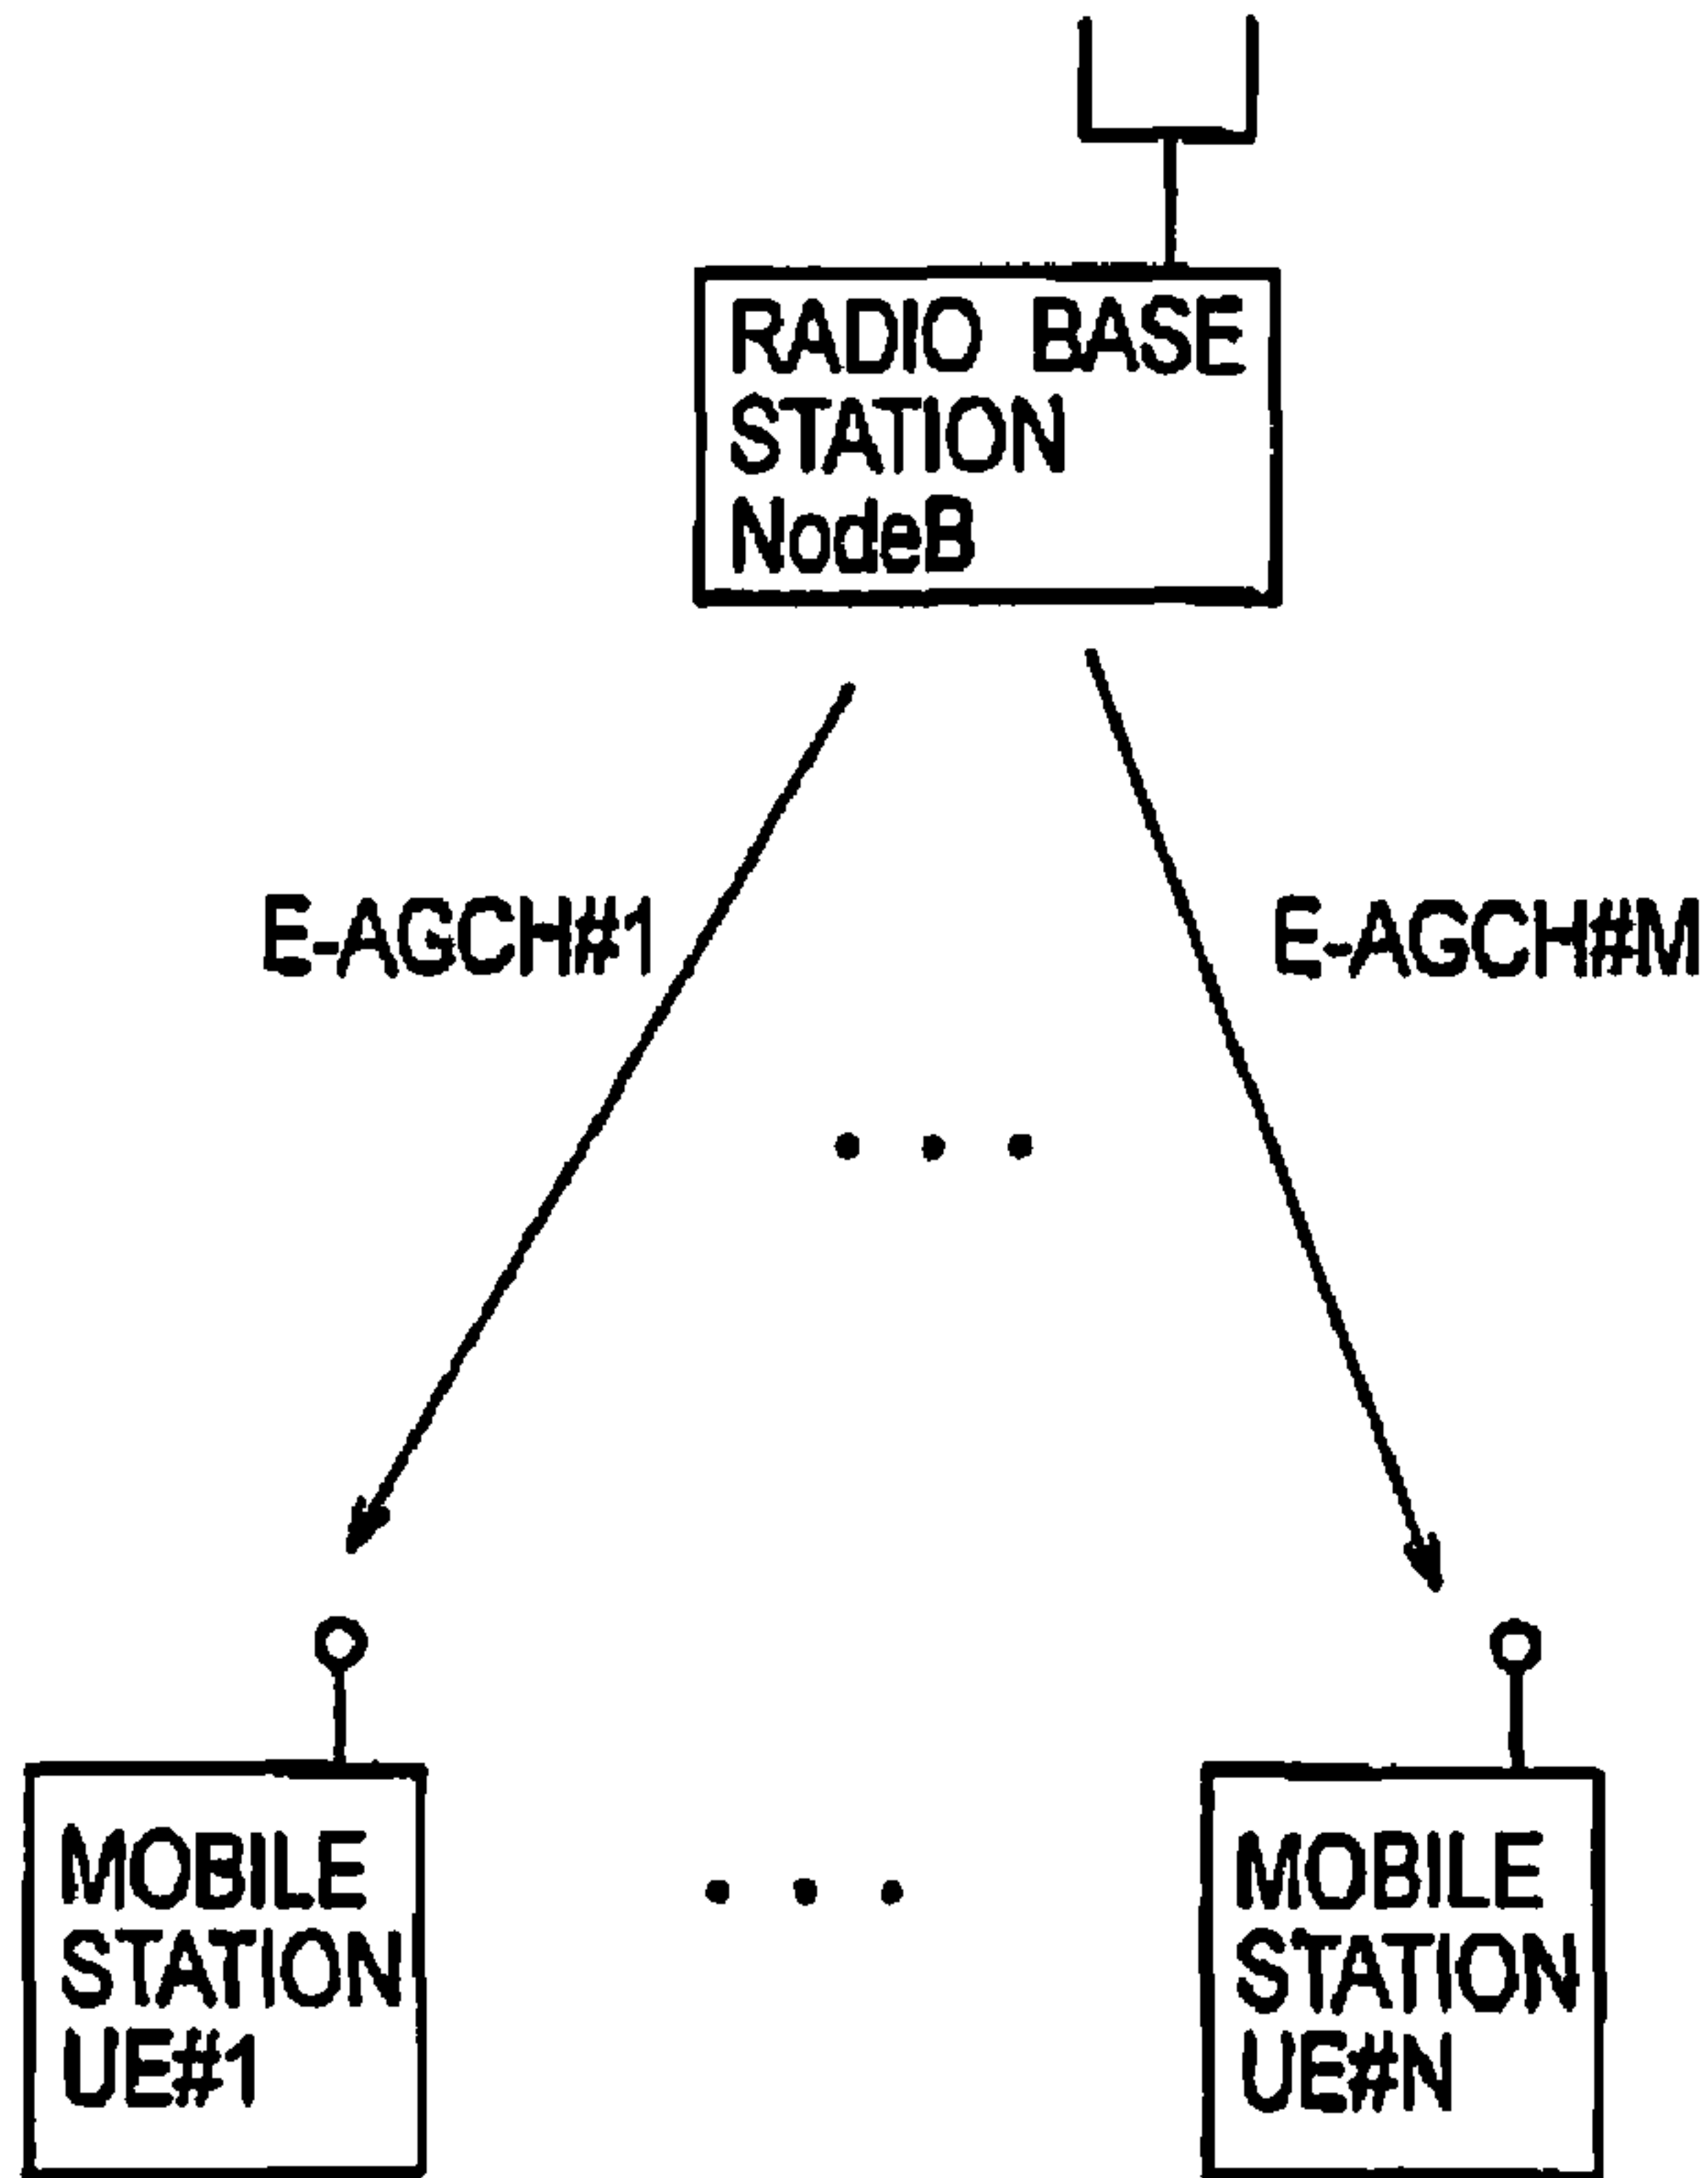 RADIO BASE
STATION
NodeB
E-AGCH#1
E-AGCH#M
MOBILE
STATION
UE#1
MOBILE
STATION
UE#N